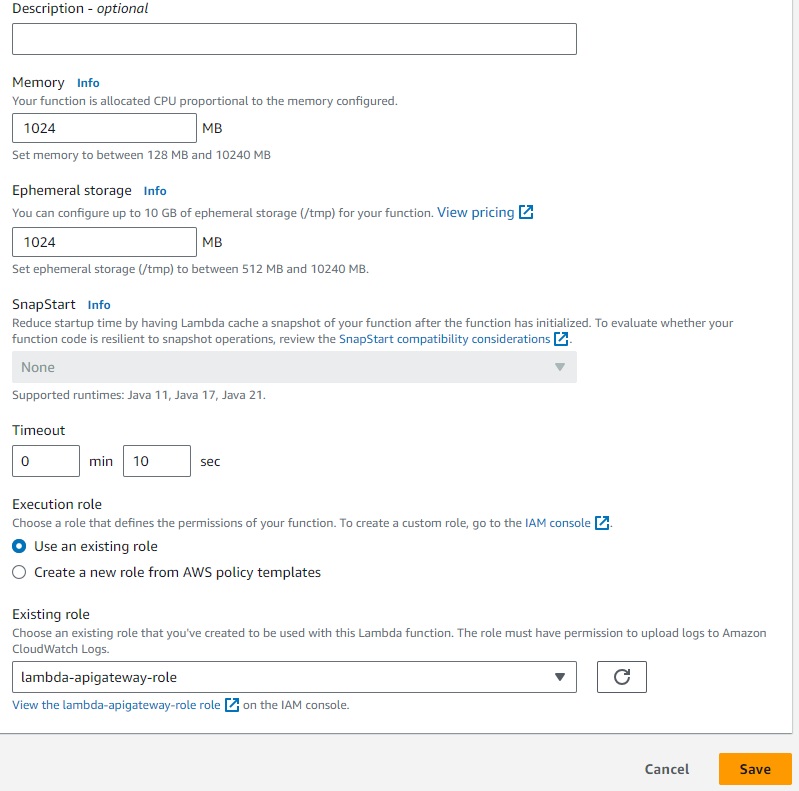 Description - optional
Memory Info
Your function is allocated CPU proportional to the memory configured.
1024 MB
Set memory to between 128 MB and 10240 MB
Ephemeral storage Info
You can configure up to 10 GB of ephemeral storage (/tmp) for your function. View pricing
1024 MB
Set ephemeral storage (/tmp) to between 512 MB and 10240 MB.
SnapStart Info
Reduce startup time by having Lambda cache a snapshot of your function after the function has initialized. To evaluate whether your
function code is resilient to snapshot operations, review the SnapStart compatibility considerations.
None
Supported runtimes: Java 11, Java 17, Java 21.
Timeout
0 min 10 sec
Execution role
Choose a role that defines the permissions of your function. To create a custom role, go to the IAM console.
Use an existing role
Create a new role from AWS policy templates
Existing role
Choose an existing role that you've created to be used with this Lambda function. The role must have permission to upload logs to Amazon
CloudWatch Logs.
lambda-apigateway-role
View the lambda-apigateway-role role on the IAM console.
Cancel Save